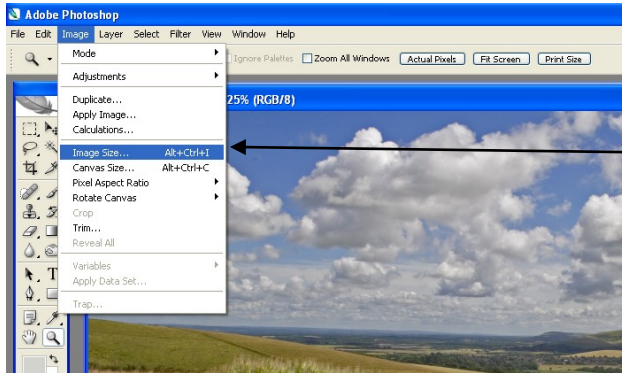 Adobe Photoshop
File Edit Image Layer Select Filter View Window Help
Ignore Palettes Zoom All Windows Actual Pixels Fit Screen Print Size
Mode
Adjustments
Duplicate...
Apply Image...
Calculations...
Image Size... Alt+Ctrl+I
Canvas Size... Alt+Ctrl+C
Pixel Aspect Ratio
Rotate Canvas
Crop
Trim...
Reveal All
Variables
Apply Data Set...
Trap...
25% (RGB/8)